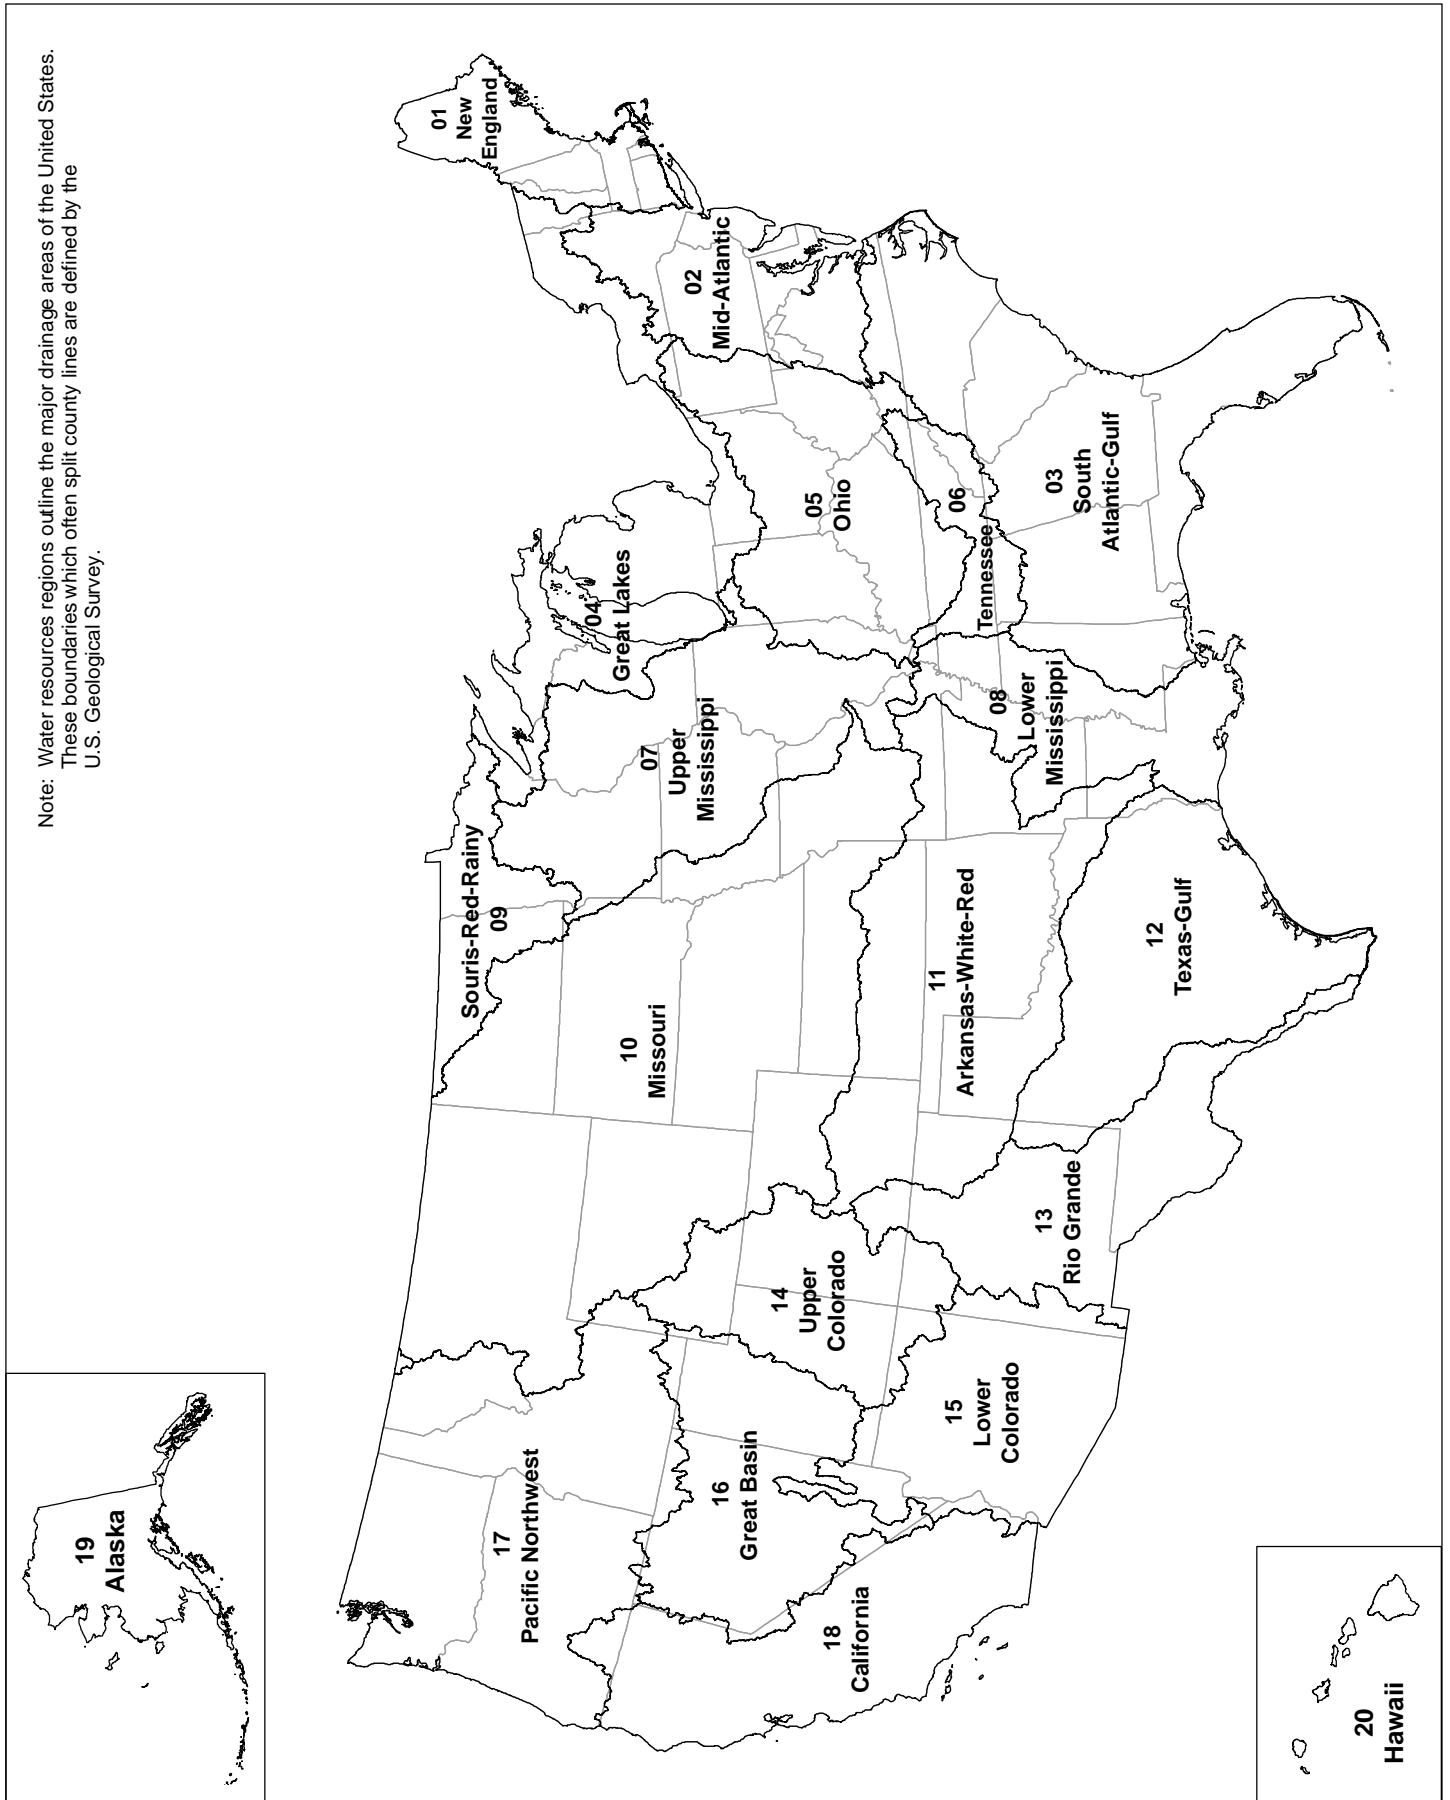 Note: Water resources regions outline the major drainage areas of the United States.
These boundaries which often split county lines are defined by the
U.S. Geological Survey.
01
New
England
02
Mid-Atlantic
03
South
Atlantic-Gulf
04
Great Lakes
05
Ohio
06
Tennessee
07
Upper
Mississippi
08
Lower
Mississippi
Souris-Red-Rainy
09
10
Missouri
11
Arkansas-White-Red
12
Texas-Gulf
13
Rio Grande
14
Upper
Colorado
15
Lower
Colorado
16
Great Basin
17
Pacific Northwest
18
California
19
Alaska
20
Hawaii